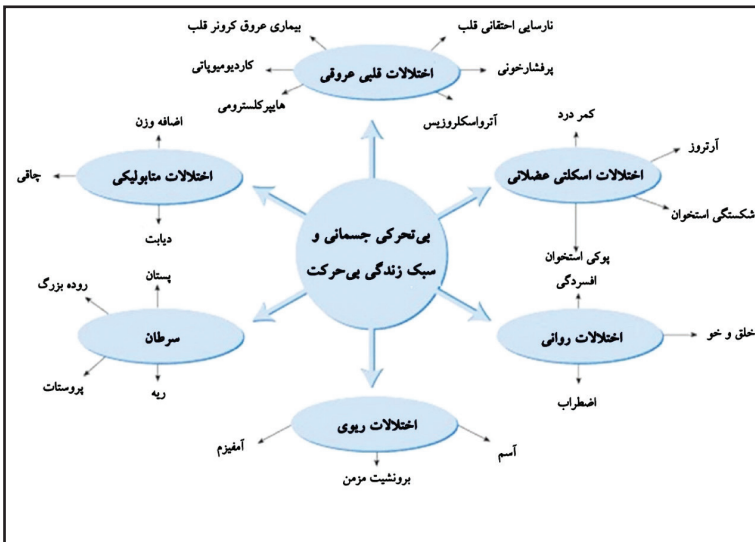 بیماری عروق کرونر قلب
نارسایی احتقانی قلب
کاردیومیوپاتی
اختلالات قلبی عروقی
پرفشارخونی
هایپرکلسترومی
آترواسکلروزیس
اضافه وزن
اختلالات متابولیکی
چاقی
دیابت
کمر درد
آرتروز
اختلالات اسکلتی عضلانی
شکستگی استخوان
پوکی استخوان
بی‌تحرکی جسمانی و
سبک زندگی بی‌حرکت
افسردگی
اختلالات روانی
خلق و خو
اضطراب
پستان
روده بزرگ
سرطان
پروستات
ریه
اختلالات ریوی
آمفیزم
برونشیت مزمن
آسم